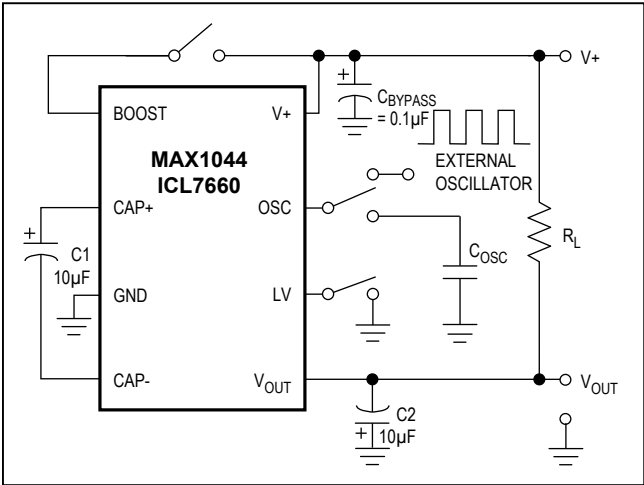 V+
BOOST
V+
+
CBYPASS
= 0.1µF
MAX1044
ICL7660
EXTERNAL
OSCILLATOR
CAP+
OSC
+
C1
10µF
RL
COSC
GND
LV
CAP-
VOUT
VOUT
C2
+
10µF